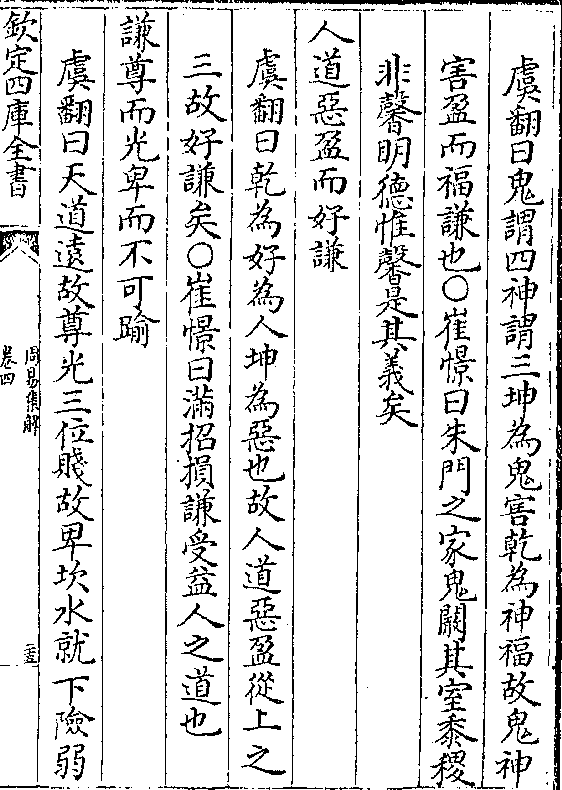 虞翻曰鬼謂四神謂三坤為鬼害乾為神福故鬼神
害盈而福謙也○崔憬曰朱門之家鬼闞其室黍稷
非馨明德惟馨是其義矣
人道惡盈而好謙
虞翻曰乾為好為人坤為惡也故人道惡盈從上之
三故好謙矣○崔憬曰滿招損謙受益人之道也
謙尊而光卑而不可踰
虞翻曰天道遠故尊光三位賤故卑坎水就下險弱
欽定四庫全書
周易集解
卷四
二五